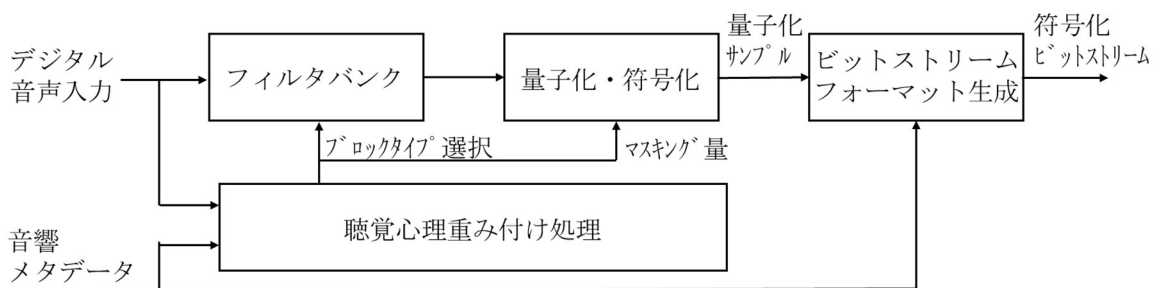 デジタル
音声入力
フィルタバンク
量子化・符号化
量子化
ｻﾝﾌﾟﾙ
ビットストリーム
フォーマット生成
符号化
ﾋﾞｯﾄｽﾄﾘｰﾑ
ﾌﾞﾛｯｸﾀｲﾌﾟ選択
ﾏｽｷﾝｸﾞ量
聴覚心理重み付け処理
音響
メタデータ